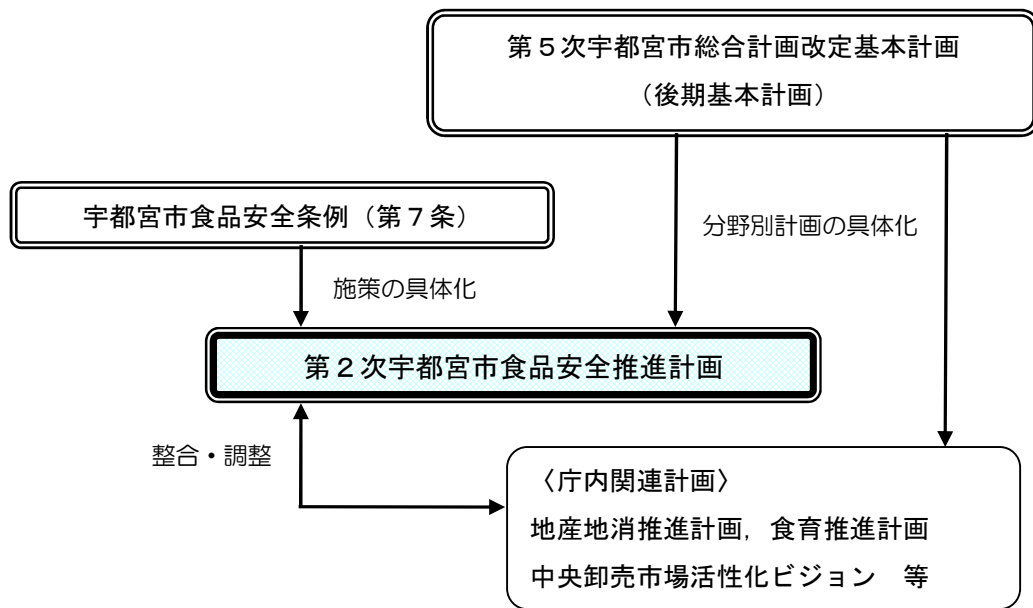 第５次宇都宮市総合計画改定基本計画
（後期基本計画）
宇都宮市食品安全条例（第７条）
分野別計画の具体化
施策の具体化
第２次宇都宮市食品安全推進計画
整合・調整
〈庁内関連計画〉
地産地消推進計画，食育推進計画
中央卸売市場活性化ビジョン　等